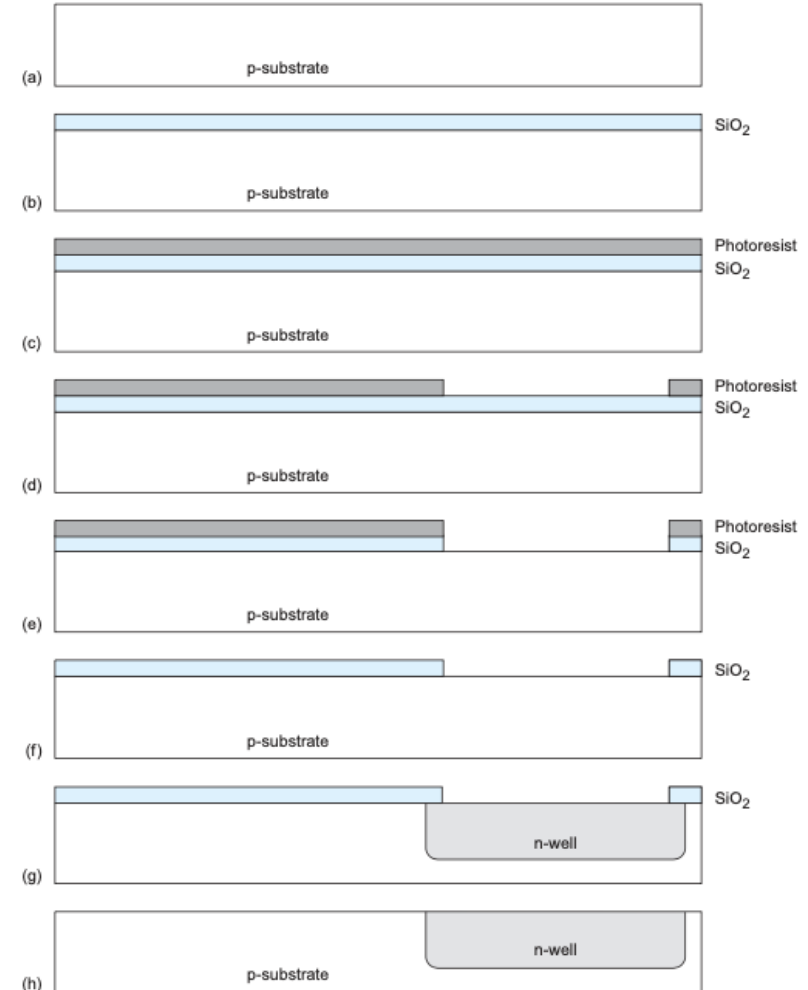 p-substrate
(a)
SiO2
p-substrate
(b)
Photoresist
SiO2
p-substrate
(c)
Photoresist
SiO2
p-substrate
(d)
Photoresist
SiO2
p-substrate
(e)
SiO2
p-substrate
(f)
SiO2
n-well
(g)
n-well
p-substrate
(h)